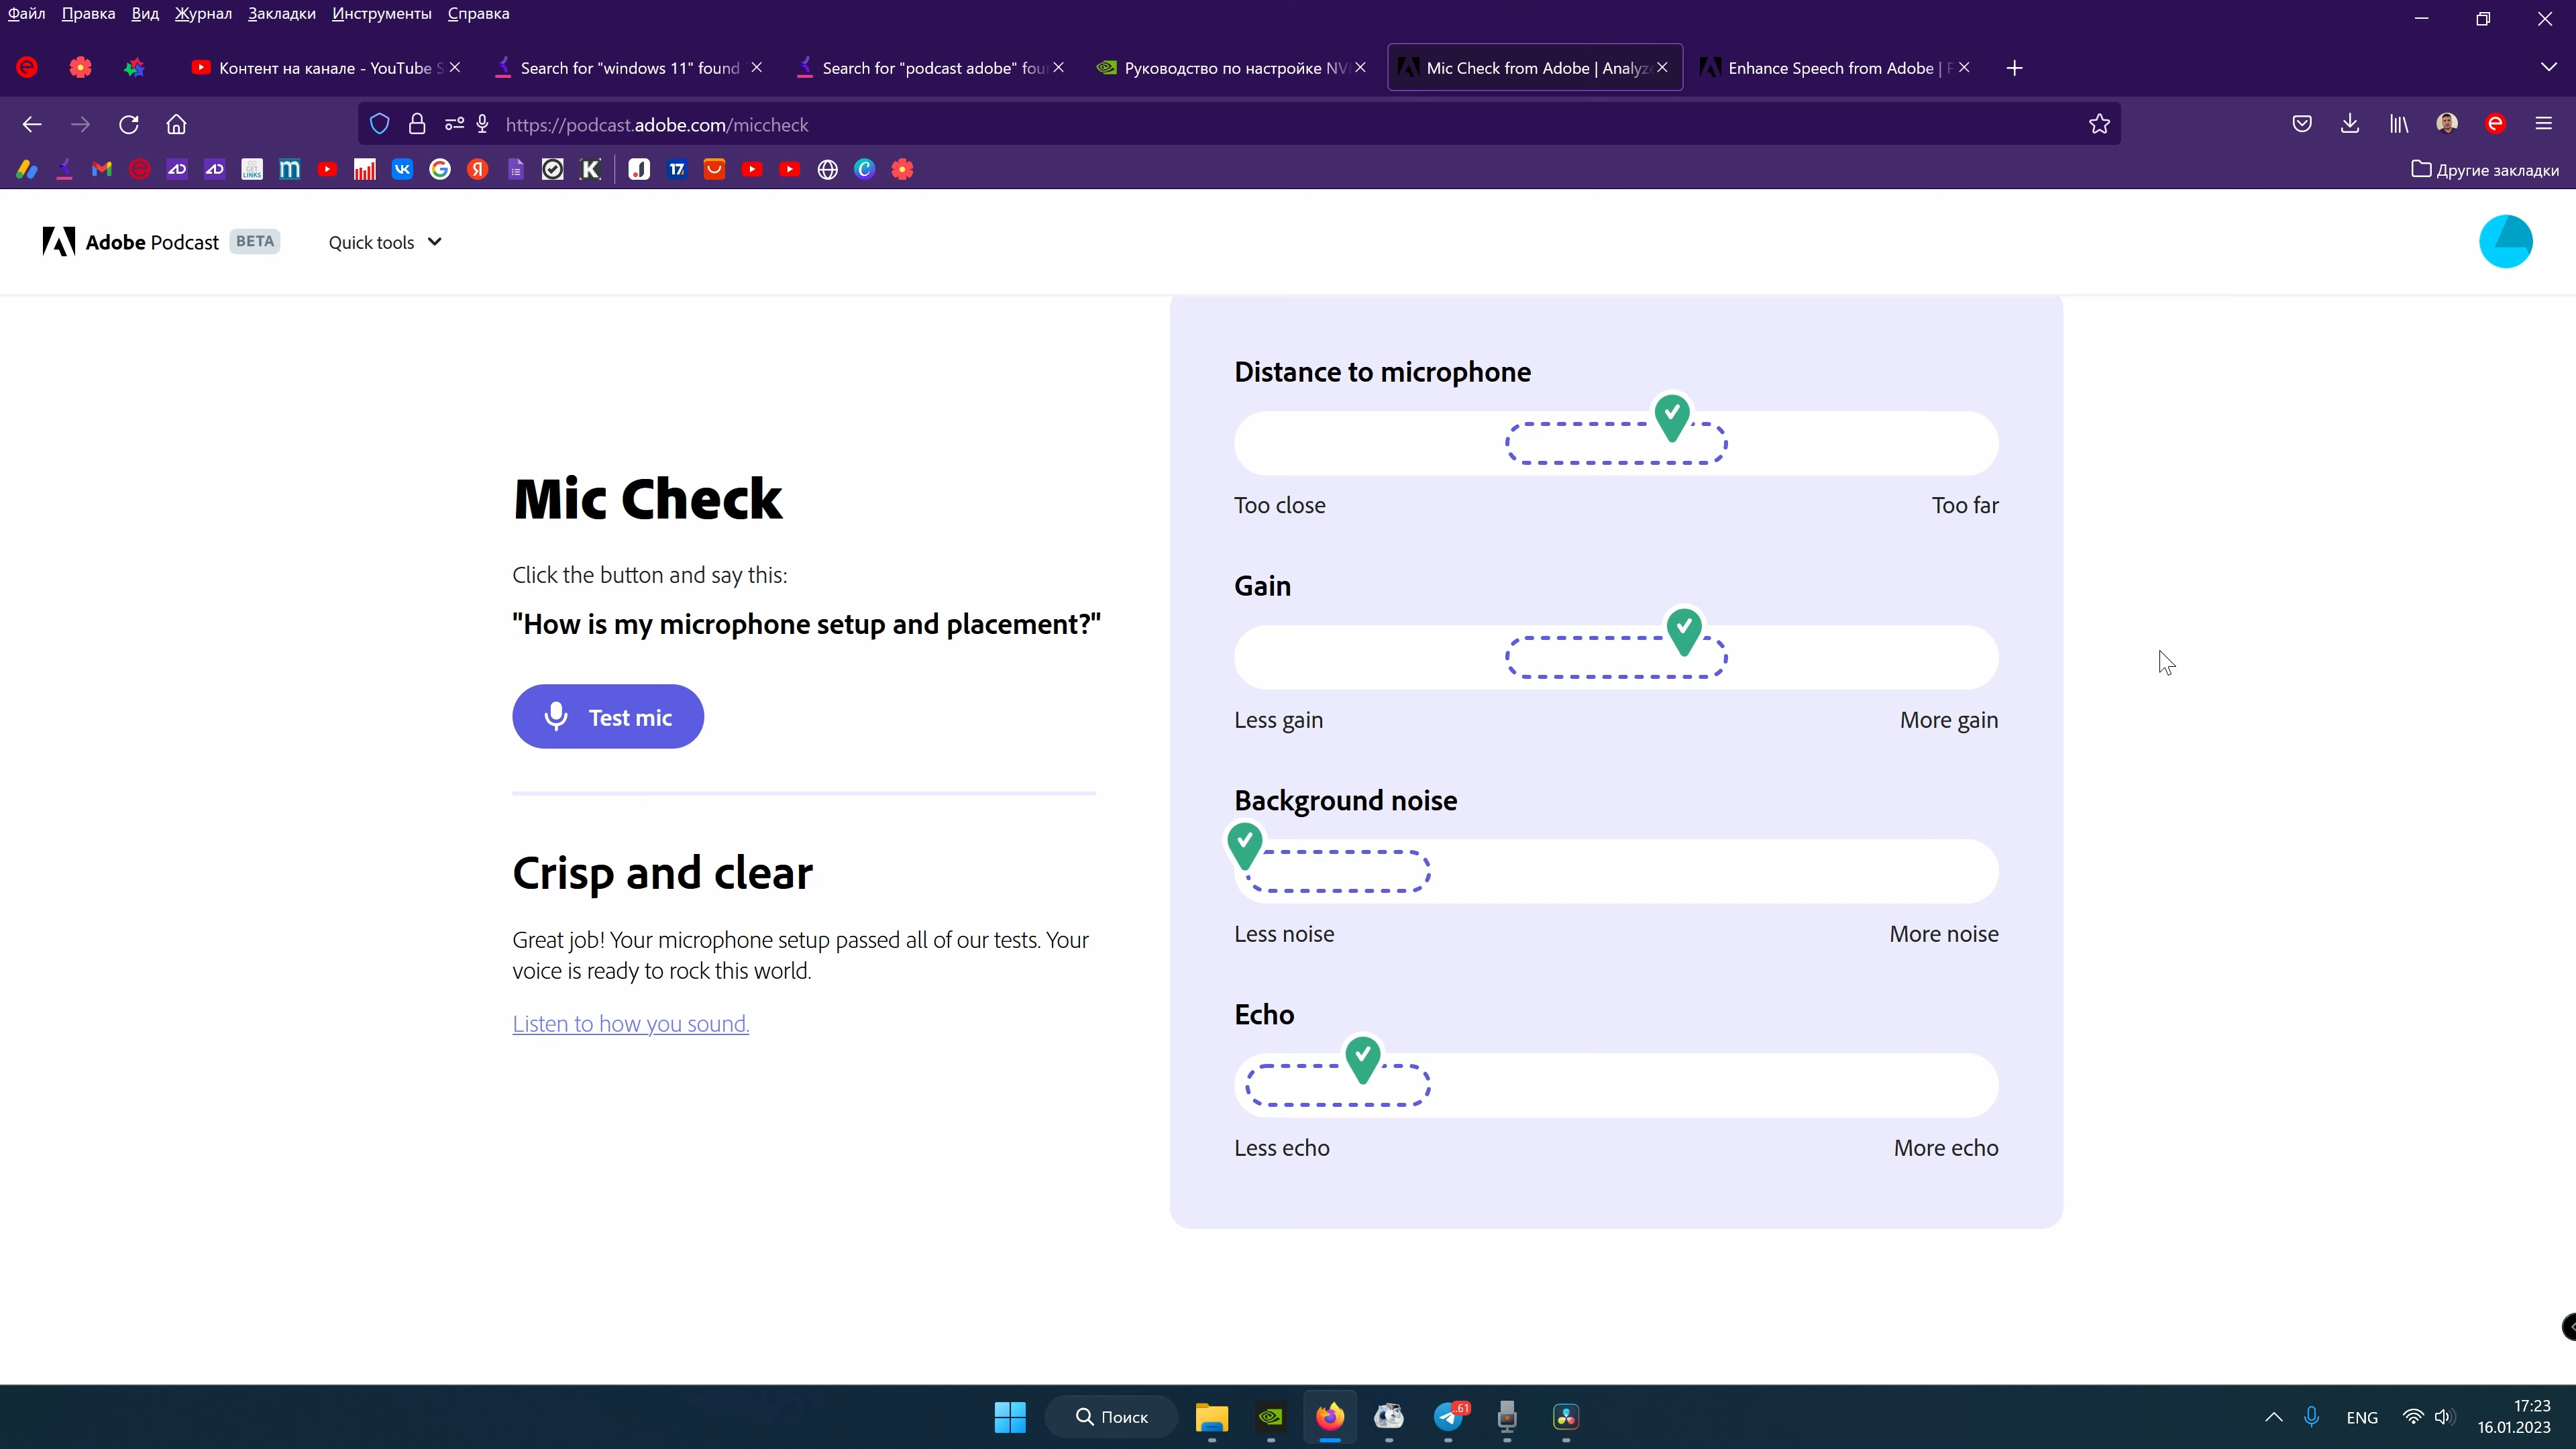 Файл Правка Вид Журнал Закладки Инструменты Справка
Контент на канале - YouTube S
Search for "windows 11" found
Search for "podcast adobe" fou
Руководство по настройке NV
Mic Check from Adobe | Analyze
Enhance Speech from Adobe | F
https://podcast.adobe.com/miccheck
Другие закладки
Adobe Podcast BETA
Quick tools
Mic Check
Click the button and say this:
"How is my microphone setup and placement?"
Test mic
Crisp and clear
Great job! Your microphone setup passed all of our tests. Your
voice is ready to rock this world.
Listen to how you sound.
Distance to microphone
Too close Too far
Gain
Less gain More gain
Background noise
Less noise More noise
Echo
Less echo More echo
Поиск
.61
ENG
17:23
16.01.2023